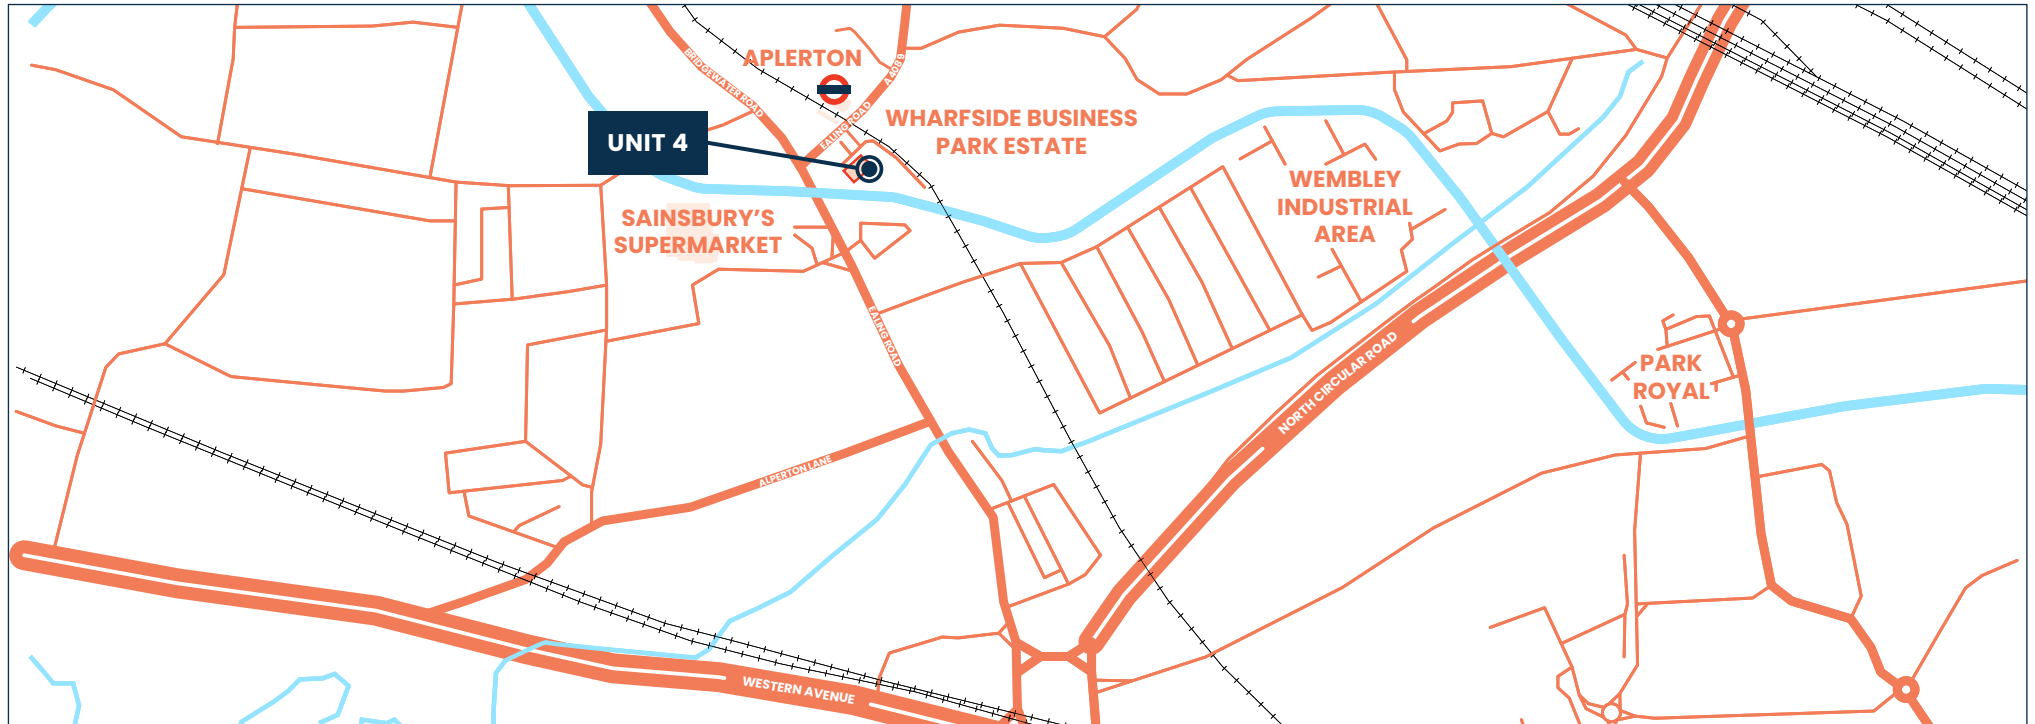 APLERTON
BRIDGEWATER ROAD
A 4089
EALING ROAD
WHARFSIDE BUSINESS
PARK ESTATE
UNIT 4
WEMBLEY
INDUSTRIAL
AREA
SAINSBURY’S
SUPERMARKET
EALING ROAD
NORTH CIRCULAR ROAD
PARK
ROYAL
ALPERTON LANE
WESTERN AVENUE